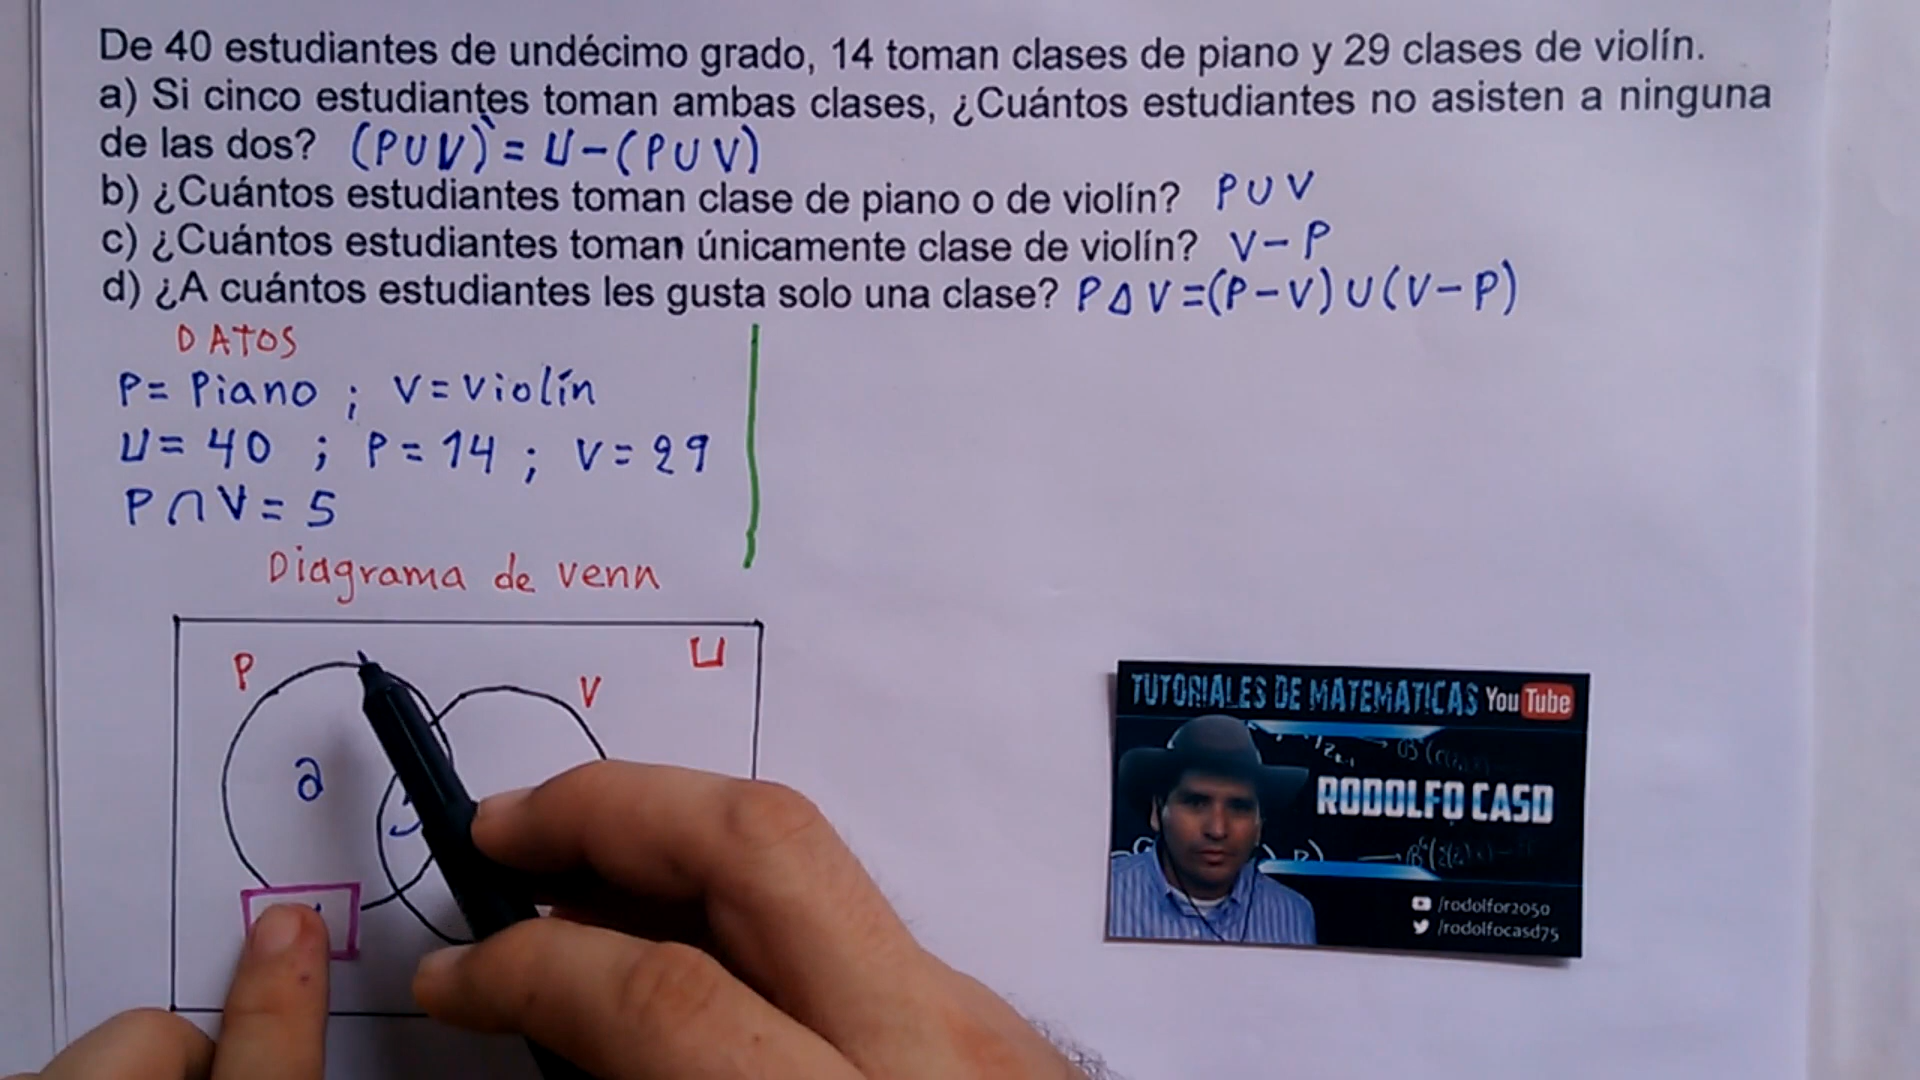 De 40 estudiantes de undécimo grado, 14 toman clases de piano y 29 clases de violín.
a) Si cinco estudiantes toman ambas clases, ¿Cuántos estudiantes no asisten a ninguna
de las dos? (P∪V)' = U-(P∪V)
b) ¿Cuántos estudiantes toman clase de piano o de violín? P∪V
c) ¿Cuántos estudiantes toman únicamente clase de violín? V-P
d) ¿A cuántos estudiantes les gusta solo una clase? P Δ V=(P-V)∪(V-P)
DATOS
P= Piano ; V=Violín
U= 40 ; P= 14 ; V= 29
P∩V= 5
Diagrama de venn
P
V
U
a
TUTORIALES DE MATEMATICAS YouTube
RODOLFO CASD
/rodolfor2050
/rodolfocasd75